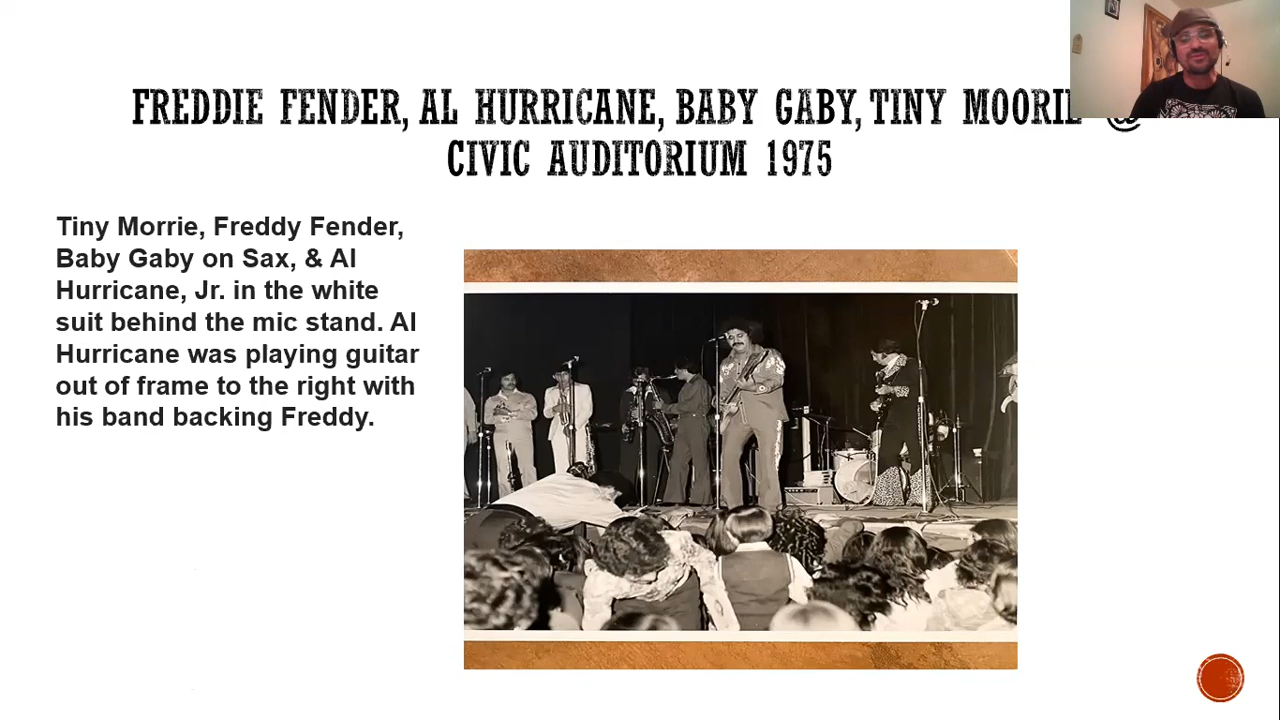 FREDDIE FENDER, AL HURRICANE, BABY GABY, TINY MOORIE @
CIVIC AUDITORIUM 1975
Tiny Morrie, Freddy Fender,
Baby Gaby on Sax, & Al
Hurricane, Jr. in the white
suit behind the mic stand. Al
Hurricane was playing guitar
out of frame to the right with
his band backing Freddy.